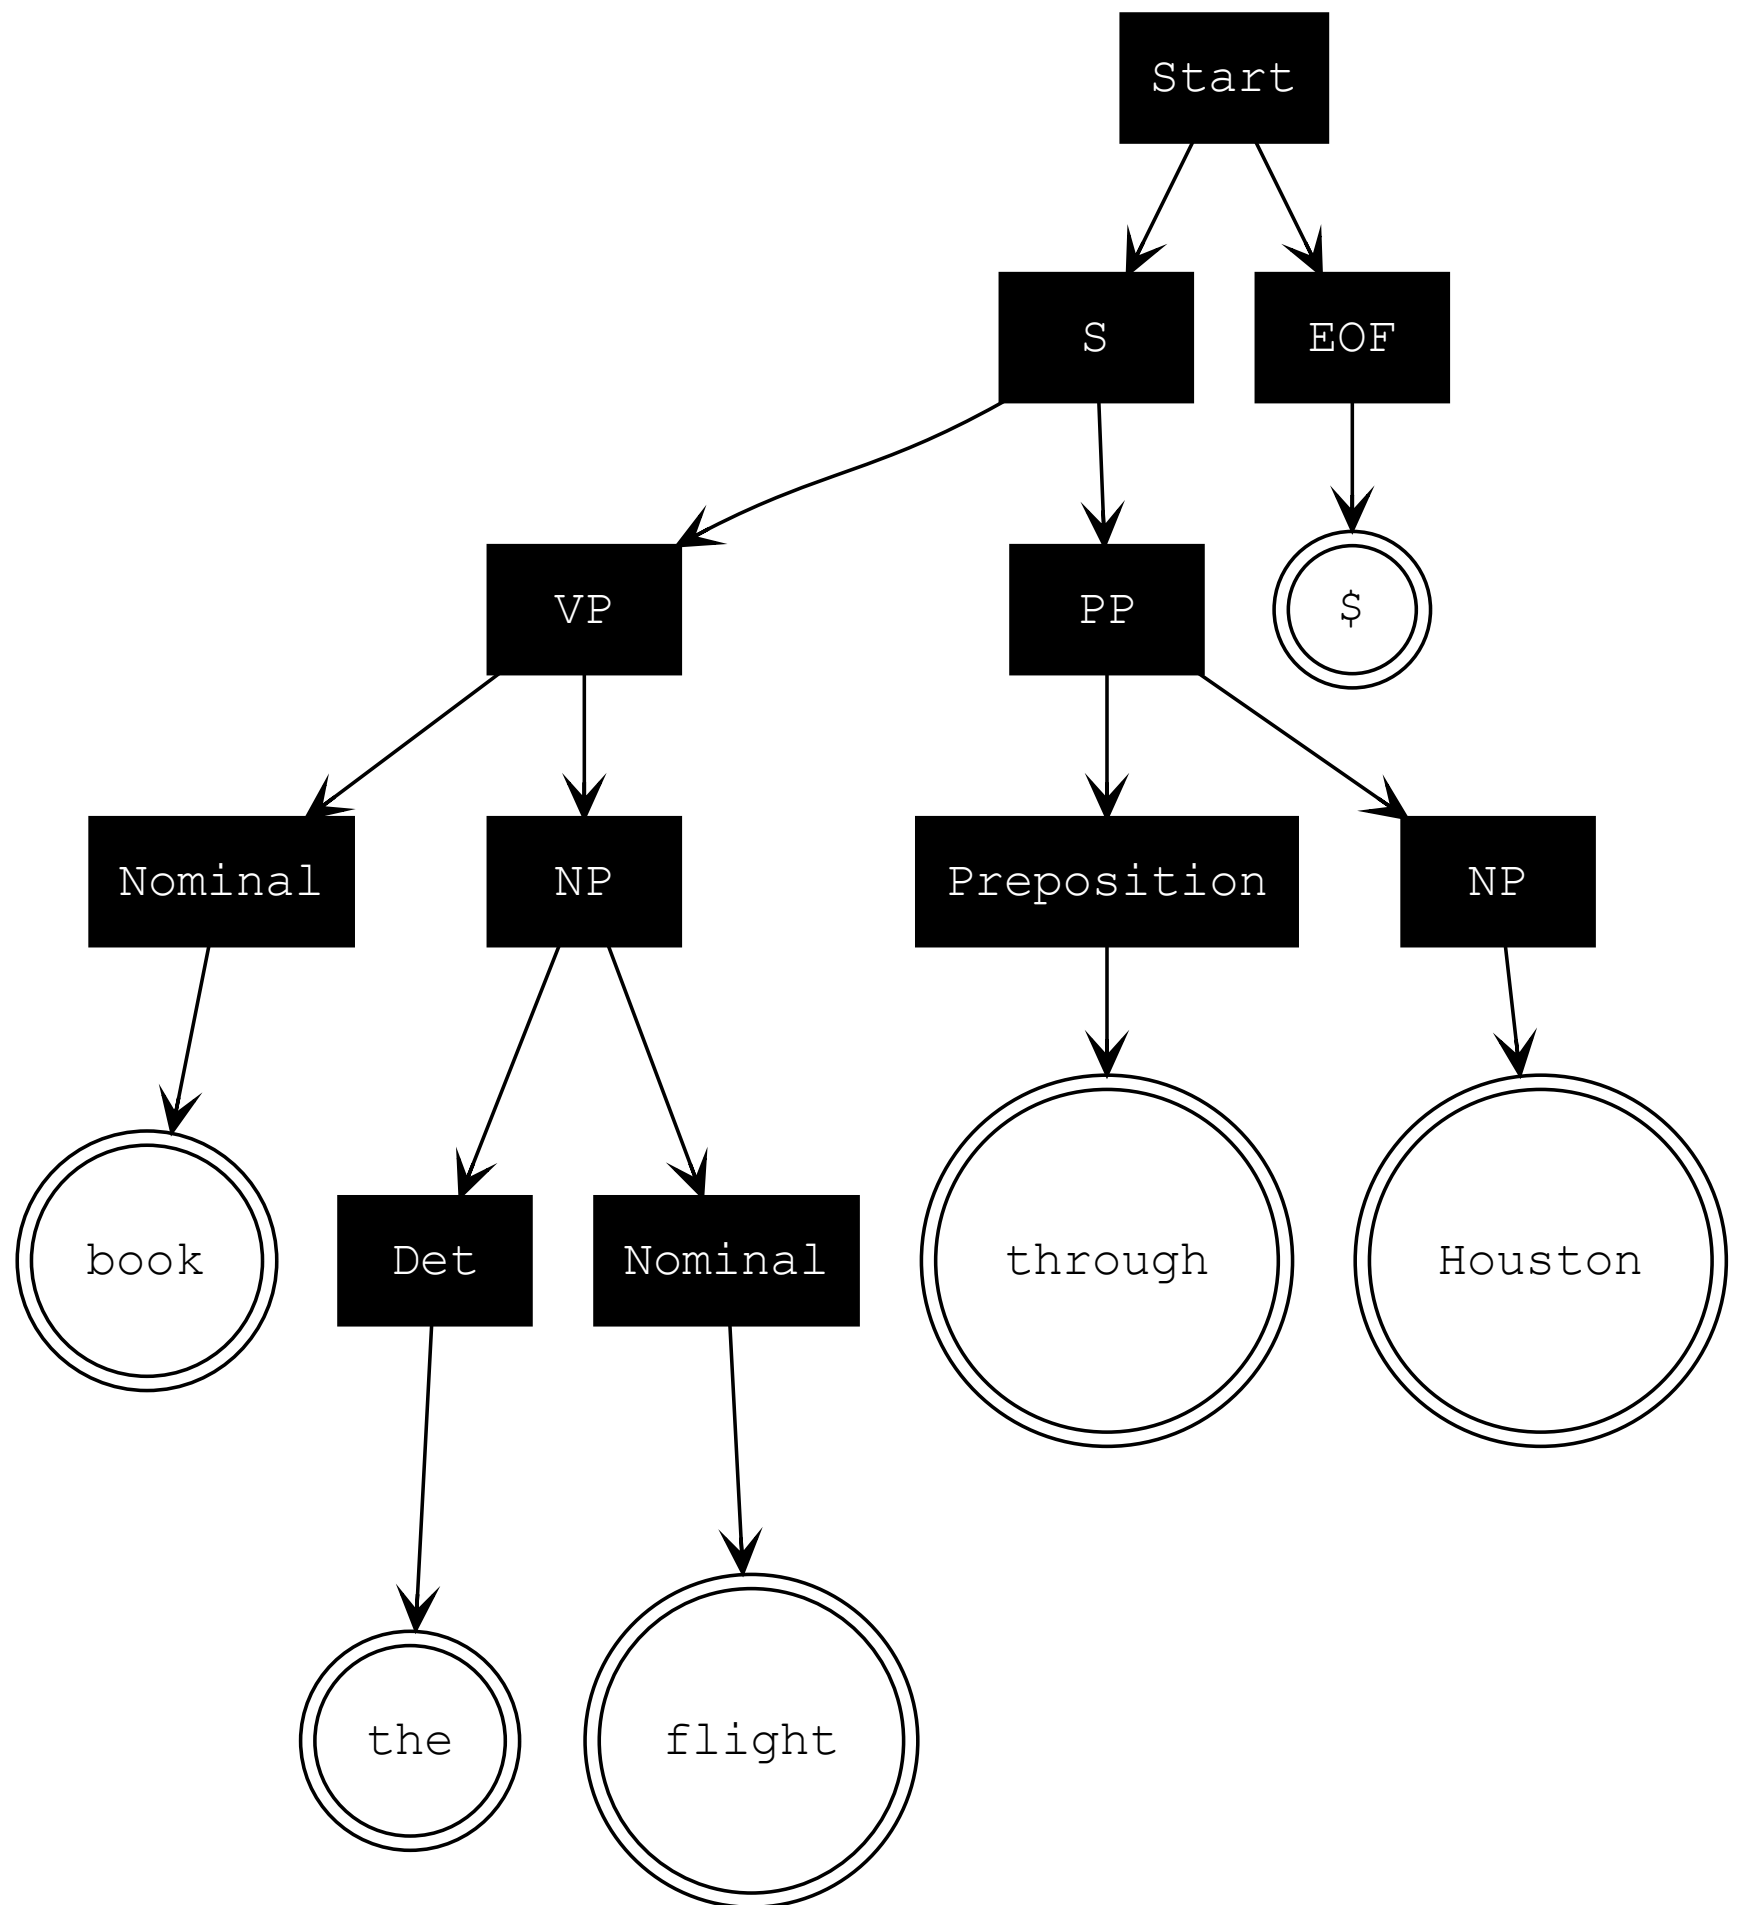 Start
S EOF
VP PP $
Nominal NP Preposition NP
book Det Nominal through Houston
the flight